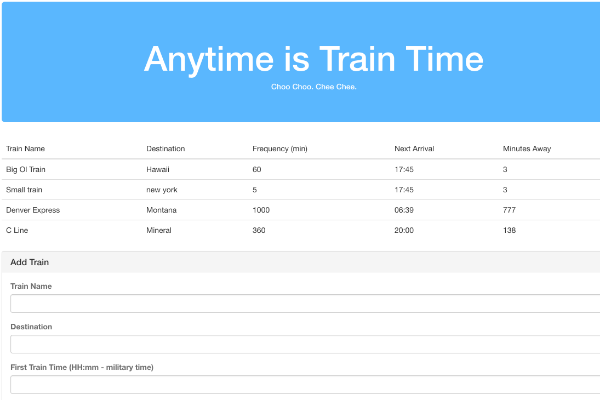 Anytime is Train Time
Choo Choo. Chee Chee.
Train Name Destination Frequency (min) Next Arrival Minutes Away
Big Ol Train Hawaii 60 17:45 3
Small train new york 5 17:45 3
Denver Express Montana 1000 06:39 777
C Line Mineral 360 20:00 138
Add Train
Train Name
Destination
First Train Time (HH:mm - military time)